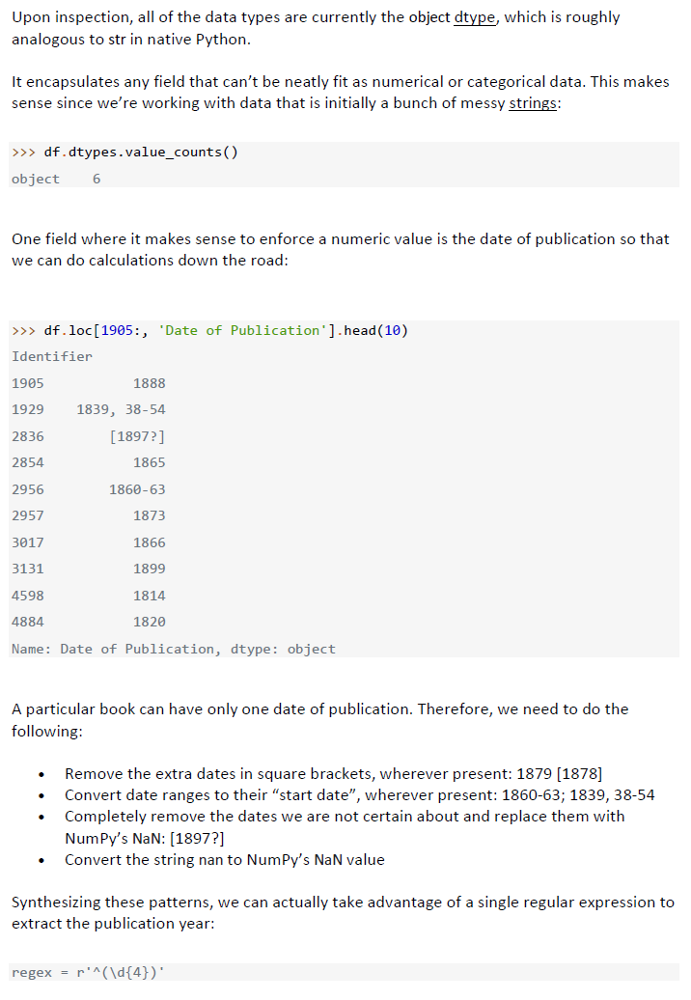 Upon inspection, all of the data types are currently the object dtype, which is roughly
analogous to str in native Python.
It encapsulates any field that can’t be neatly fit as numerical or categorical data. This makes
sense since we’re working with data that is initially a bunch of messy strings:
>>> df.dtypes.value_counts()
object    6
One field where it makes sense to enforce a numeric value is the date of publication so that
we can do calculations down the road:
>>> df.loc[1905:, 'Date of Publication'].head(10)
Identifier
1905           1888
1929    1839, 38-54
2836        [1897?]
2854           1865
2956        1860-63
2957           1873
3017           1866
3131           1899
4598           1814
4884           1820
Name: Date of Publication, dtype: object
A particular book can have only one date of publication. Therefore, we need to do the
following:
• Remove the extra dates in square brackets, wherever present: 1879 [1878]
• Convert date ranges to their “start date”, wherever present: 1860-63; 1839, 38-54
• Completely remove the dates we are not certain about and replace them with
NumPy’s NaN: [1897?]
• Convert the string nan to NumPy’s NaN value
Synthesizing these patterns, we can actually take advantage of a single regular expression to
extract the publication year:
regex = r'^(\d{4})'